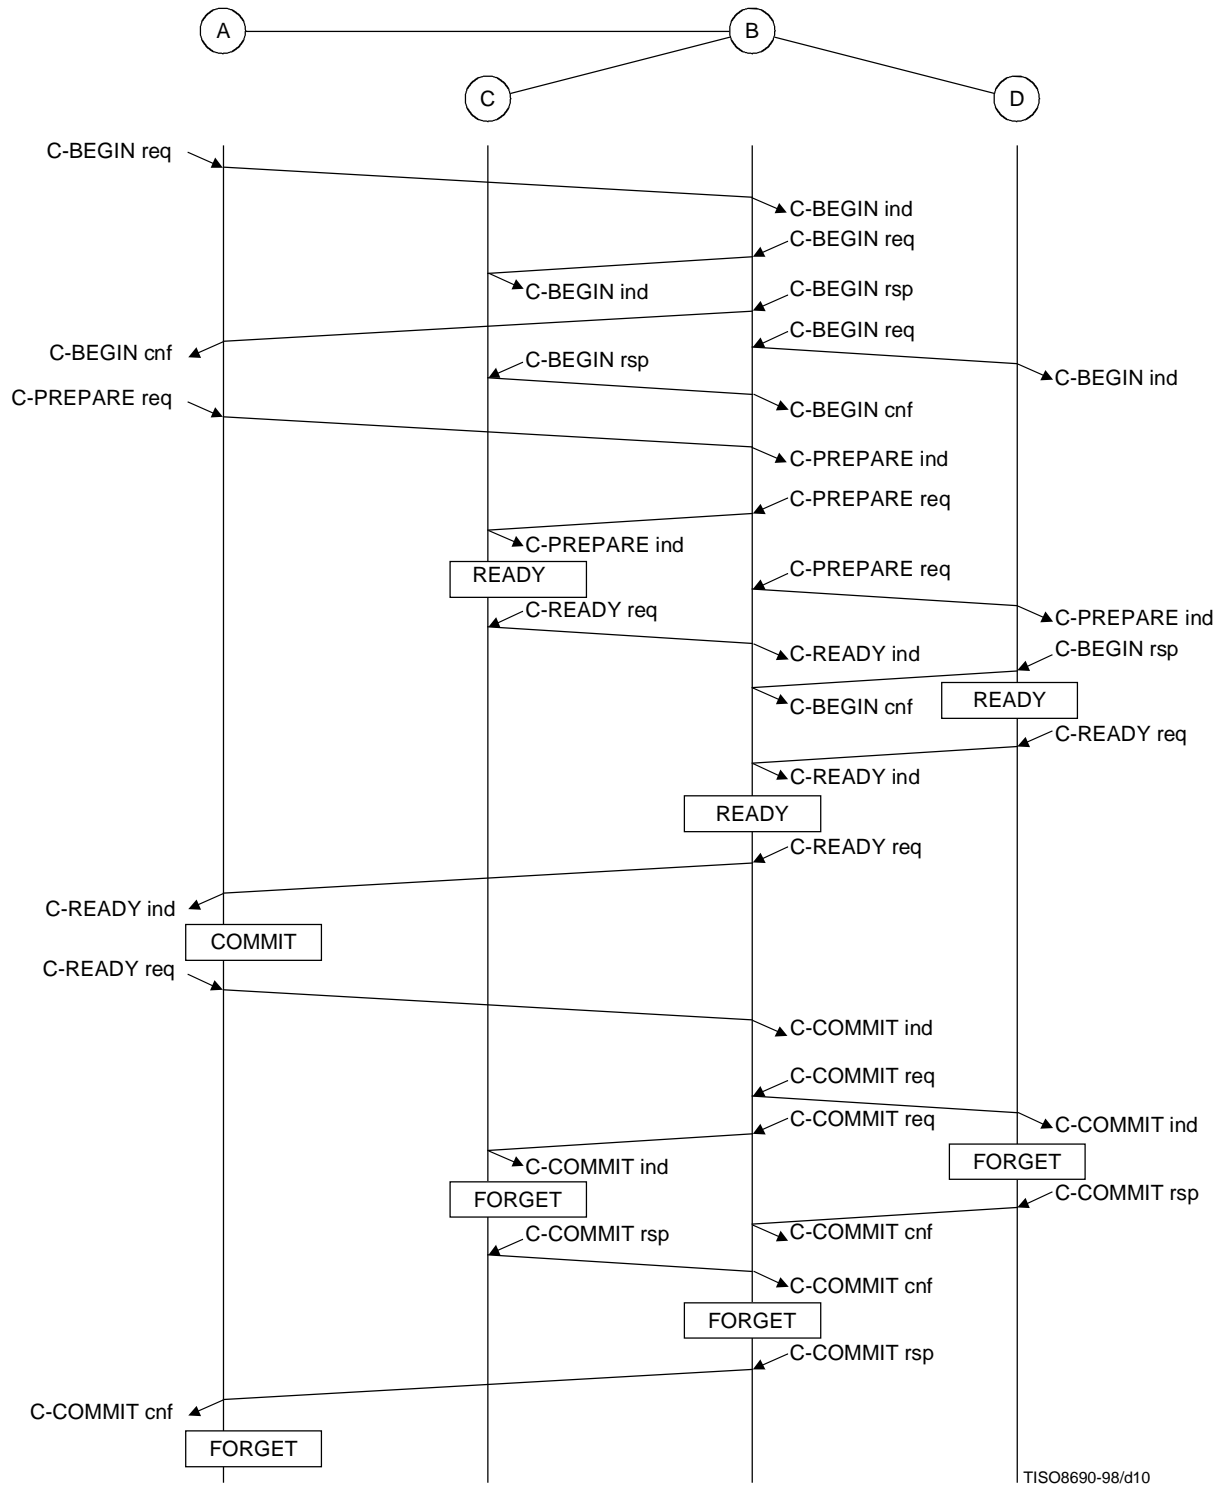 A
B
C
D
C-BEGIN req
C-BEGIN ind
C-BEGIN req
C-BEGIN ind
C-BEGIN rsp
C-BEGIN req
C-BEGIN cnf
C-BEGIN rsp
C-BEGIN ind
C-PREPARE req
C-BEGIN cnf
C-PREPARE ind
C-PREPARE req
C-PREPARE ind
C-PREPARE req
READY
C-READY req
C-PREPARE ind
C-BEGIN rsp
C-READY ind
READY
C-BEGIN cnf
C-READY req
C-READY ind
READY
C-READY req
C-READY ind
COMMIT
C-READY req
C-COMMIT ind
C-COMMIT req
C-COMMIT req
C-COMMIT ind
FORGET
C-COMMIT ind
C-COMMIT rsp
FORGET
C-COMMIT rsp
C-COMMIT cnf
C-COMMIT cnf
FORGET
C-COMMIT rsp
C-COMMIT cnf
FORGET
TISO8690-98/d10